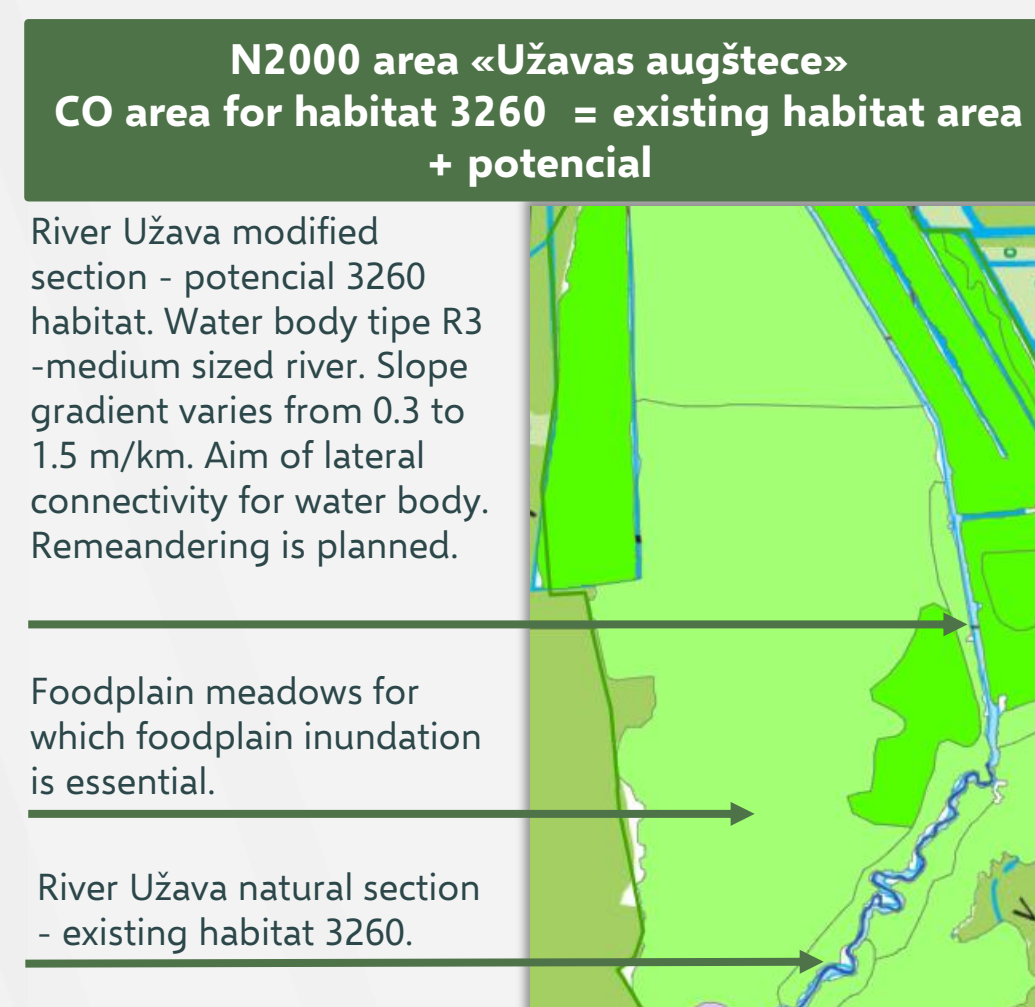 N2000 area «Užavas augštece»
CO area for habitat 3260 = existing habitat area
+ potencial
River Užava modified
section - potencial 3260
habitat. Water body tipe R3
-medium sized river. Slope
gradient varies from 0.3 to
1.5 m/km. Aim of lateral
connectivity for water body.
Remeandering is planned.
Foodplain meadows for
which foodplain inundation
is essential.
River Užava natural section
- existing habitat 3260.